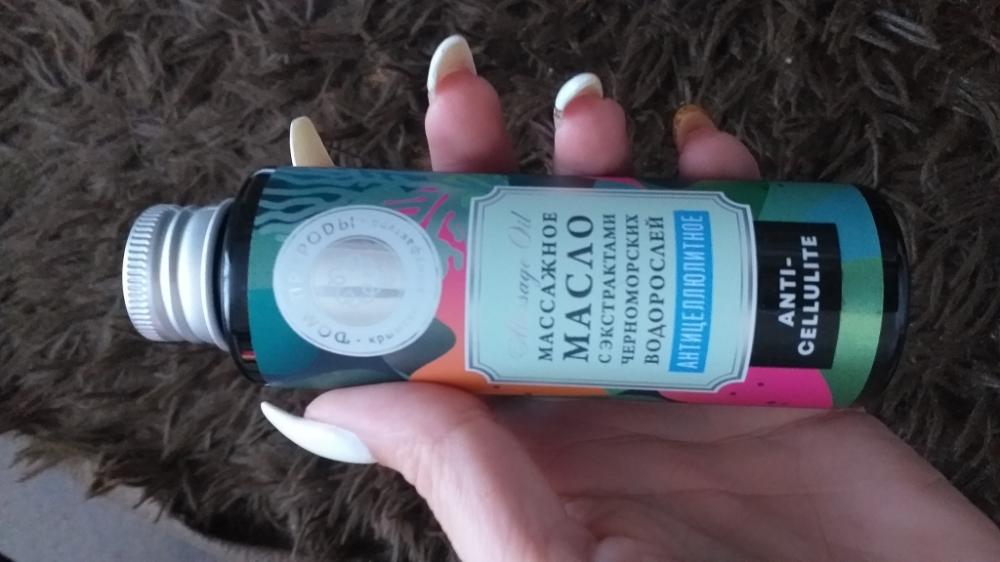 ДОМ ПРИРОДЫ
Massage Oil
МАССАЖНОЕ
МАСЛО
С ЭКСТРАКТАМИ
ЧЕРНОМОРСКИХ
ВОДОРОСЛЕЙ
АНТИЦЕЛЛЮЛИТНОЕ
ANTI-
CELLULITE